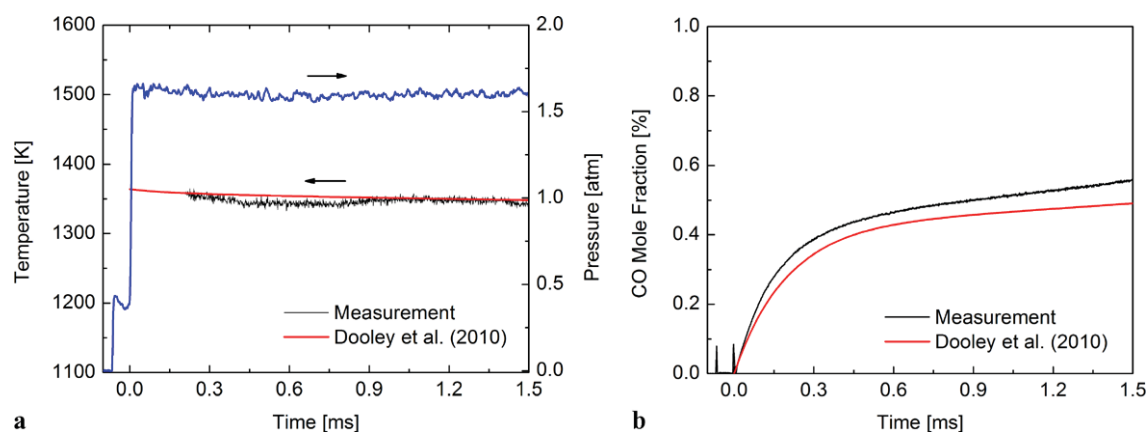 1600
1500
1400
1300
1200
1100
Temperature [K]
2.0
1.5
1.0
0.5
0.0
Pressure [atm]
Measurement
Dooley et al. (2010)
0.0 0.3 0.6 0.9 1.2 1.5
Time [ms]
a
1.0
0.8
0.6
0.4
0.2
0.0
CO Mole Fraction [%]
Measurement
Dooley et al. (2010)
0.0 0.3 0.6 0.9 1.2 1.5
Time [ms]
b